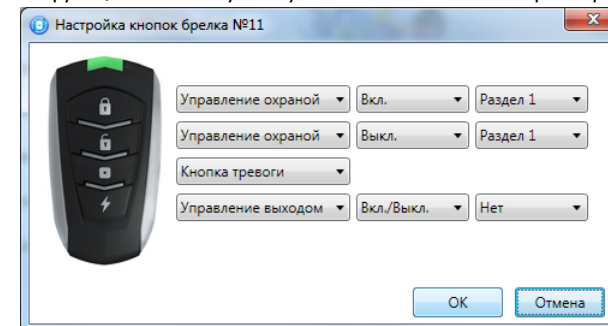 Настройка кнопок брелка №11
Управление охраной Вкл. Раздел 1
Управление охраной Выкл. Раздел 1
Кнопка тревоги
Управление выходом Вкл./Выкл. Нет
OK Отмена